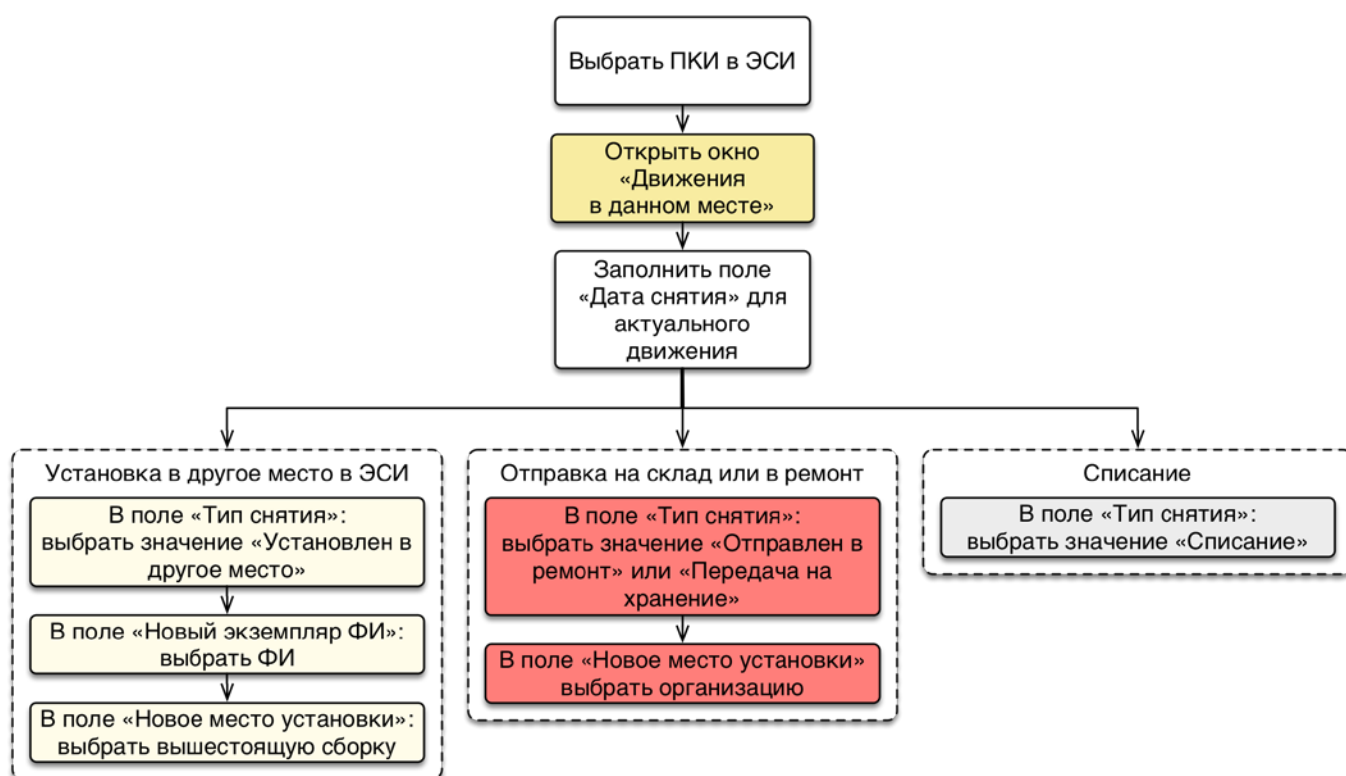 Выбрать ПКИ в ЭСИ
Открыть окно
«Движения
в данном месте»
Заполнить поле
«Дата снятия» для
актуального
движения
Установка в другое место в ЭСИ
В поле «Тип снятия»:
выбрать значение «Установлен в
другое место»
В поле «Новый экземпляр ФИ»:
выбрать ФИ
В поле «Новое место установки»:
выбрать вышестоящую сборку
Отправка на склад или в ремонт
В поле «Тип снятия»:
выбрать значение «Отправлен в
ремонт» или «Передача на
хранение»
В поле «Новое место установки»
выбрать организацию
Списание
В поле «Тип снятия»:
выбрать значение «Списание»